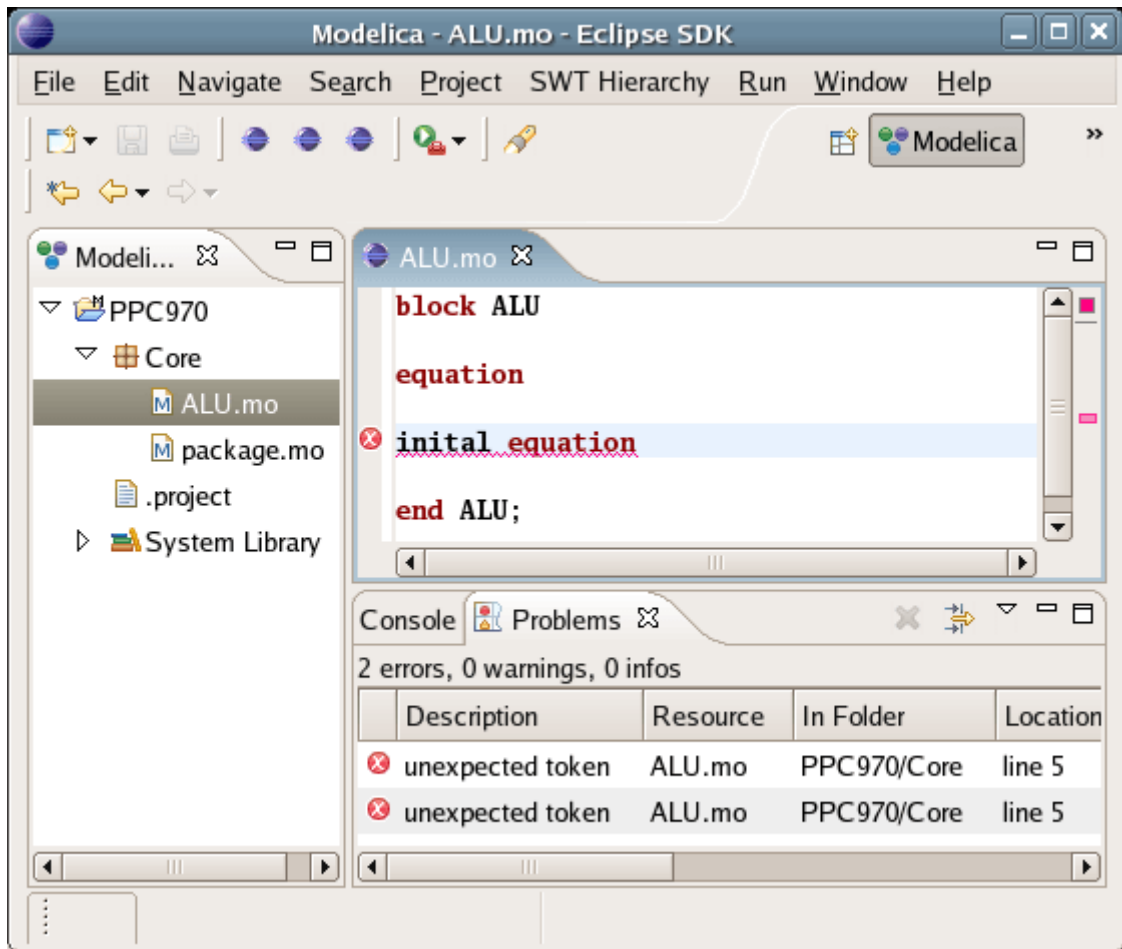 Modelica - ALU.mo - Eclipse SDK
File Edit Navigate Search Project SWT Hierarchy Run Window Help
Modelica
Modeli...
PPC970
Core
ALU.mo
package.mo
.project
System Library
ALU.mo
block ALU
equation
inital equation
end ALU;
Console Problems
2 errors, 0 warnings, 0 infos
Description Resource In Folder Location
unexpected token ALU.mo PPC970/Core line 5
unexpected token ALU.mo PPC970/Core line 5